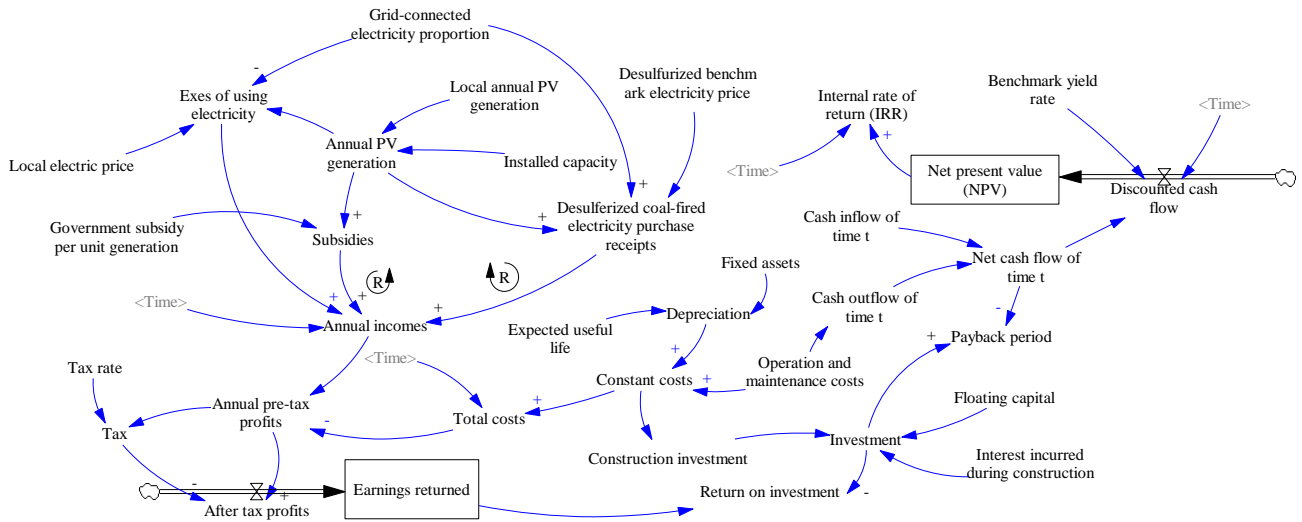 Grid-connected
electricity proportion
-
Desulfurized benchm
ark electricity price
Benchmark yield
rate
Local annual PV
generation
Exes of using
electricity
Internal rate of
return (IRR)
<Time>
+
Annual PV
generation
Local electric price
Installed capacity
<Time>
Net present value
(NPV)
+
Discounted cash
flow
Desulferized coal-fired
electricity purchase
receipts
+
+
Government subsidy
per unit generation
Subsidies
Cash inflow of
time t
Net cash flow of
time t
Fixed assets
R
R
<Time>
+
+
+
Annual incomes
Cash outflow of
time t
Depreciation
-
Expected useful
life
+
Payback period
<Time>
+
Operation and
maintenance costs
Tax rate
Constant costs
+
Annual pre-tax
profits
+
Floating capital
Total costs
-
Tax
Investment
Construction investment
Interest incurred
during construction
-
+
Earnings returned
Return on investment
-
After tax profits